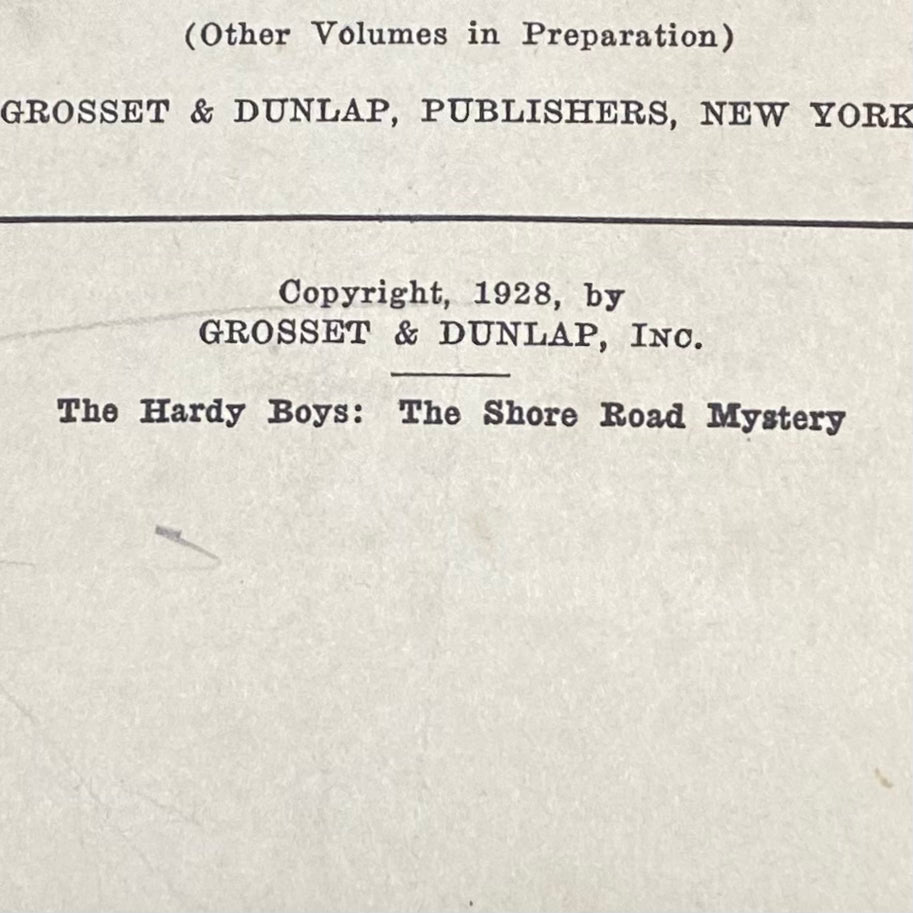 (Other Volumes in Preparation)
GROSSET & DUNLAP, PUBLISHERS, NEW YORK
Copyright, 1928, by
GROSSET & DUNLAP, INC.
The Hardy Boys: The Shore Road Mystery